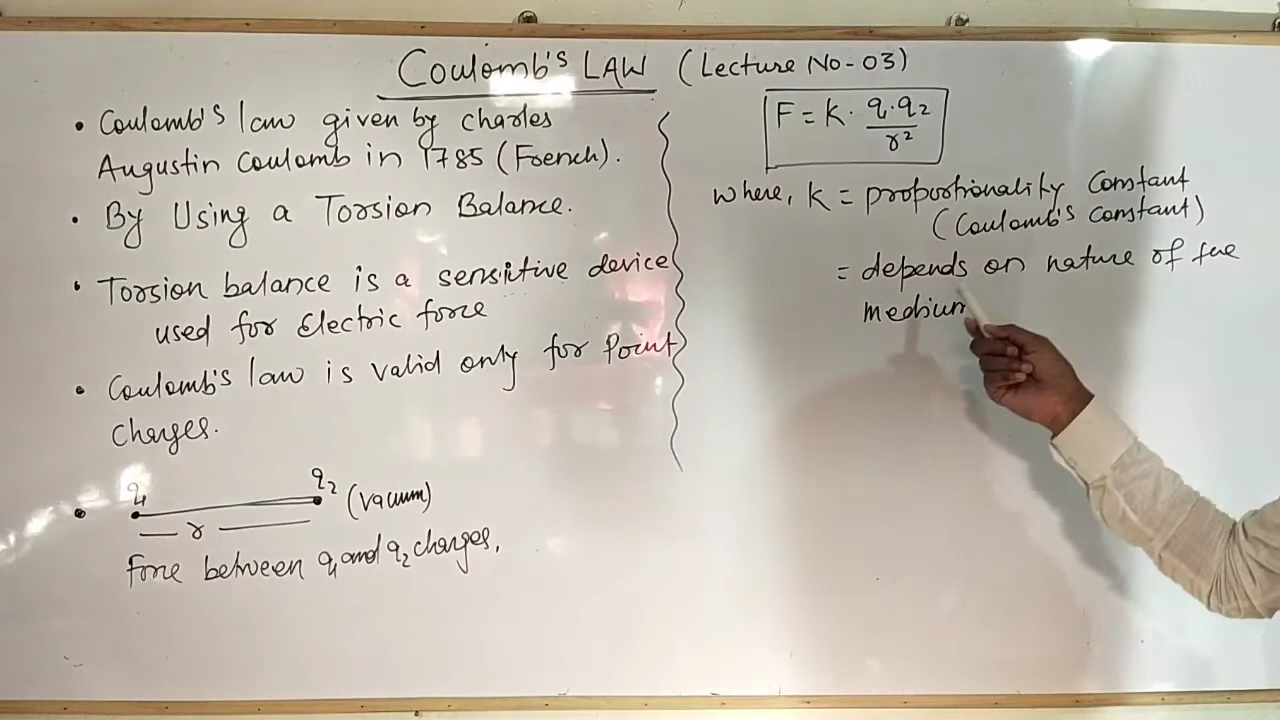 Coulomb's LAW (Lecture No-03)
• Coulomb's law given by charles
Augustin Coulomb in 1785 (French).
• By Using a Torsion Balance.
• Torsion balance is a sensitive device
used for Electric force
• Coulomb's law is valid only for Point
charges.
• q1 q2 (vacuum)
r
Force between q1 and q2 charges,
F = K. q1.q2 / r²
where, K = proportionality Constant
(Coulomb's constant)
= depends on nature of the
medium